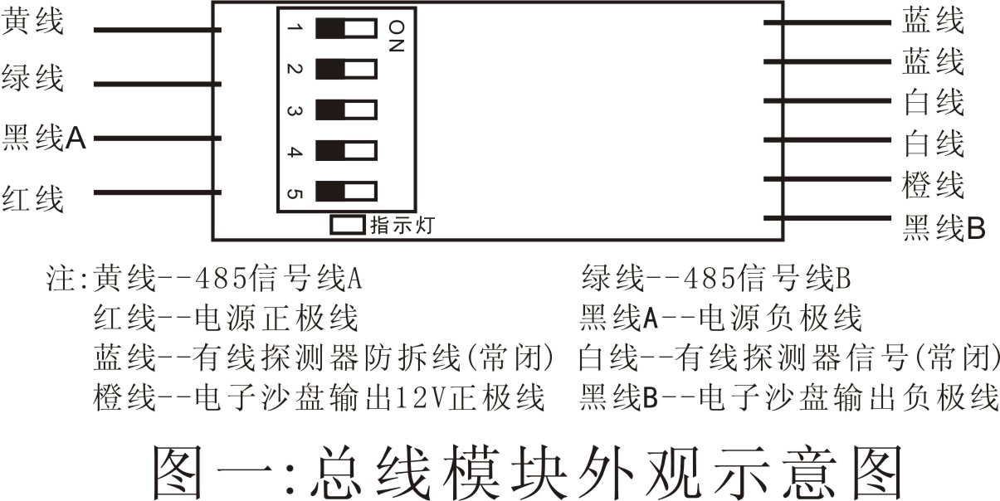 黄线
绿线
黑线A
红线
1
2
3
4
5
ON
指示灯
蓝线
蓝线
白线
白线
橙线
黑线B
注:黄线--485信号线A 绿线--485信号线B
红线--电源正极线 黑线A--电源负极线
蓝线--有线探测器防拆线(常闭) 白线--有线探测器信号(常闭)
橙线--电子沙盘输出12V正极线 黑线B--电子沙盘输出负极线
图一:总线模块外观示意图